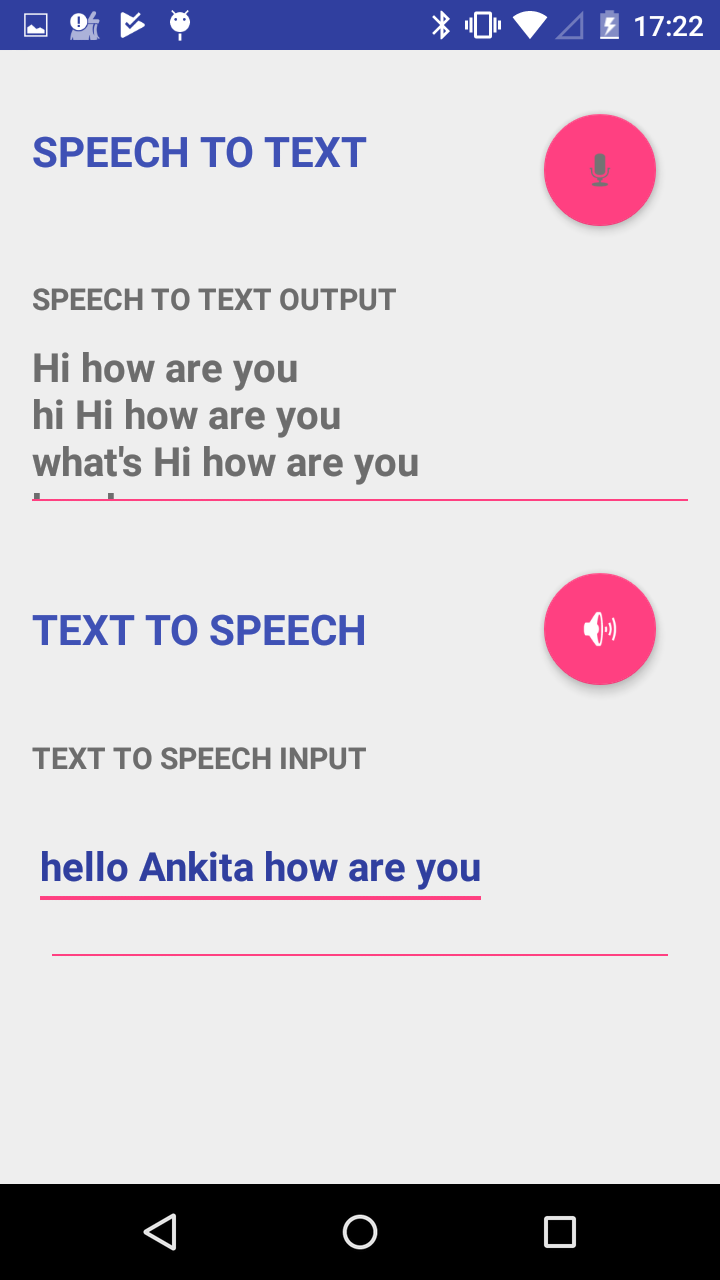 17:22
SPEECH TO TEXT
SPEECH TO TEXT OUTPUT
Hi how are you
hi Hi how are you
what's Hi how are you
TEXT TO SPEECH
TEXT TO SPEECH INPUT
hello Ankita how are you